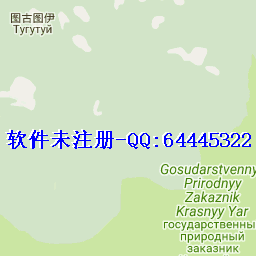 图古图伊
Тугутуй
软件未注册-QQ:64445322
Gosudarstvenny
Prirodnyy
Zakaznik
Krasnyy Yar
государственны
природный
заказник